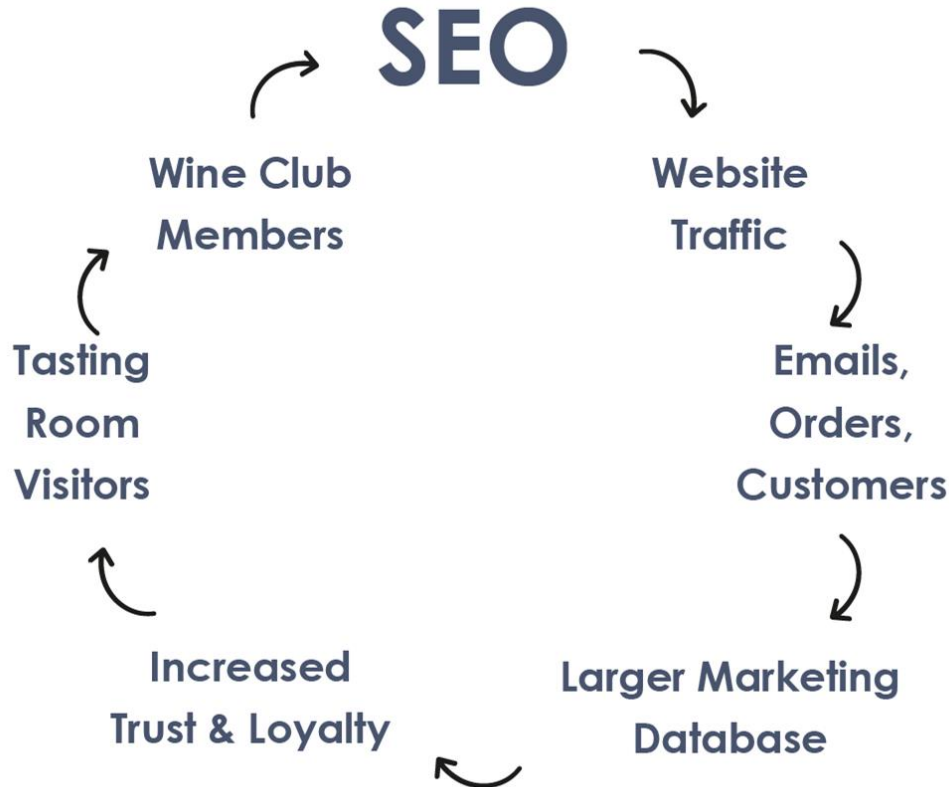 SEO
Website
Traffic
Emails,
Orders,
Customers
Larger Marketing
Database
Increased
Trust & Loyalty
Tasting
Room
Visitors
Wine Club
Members